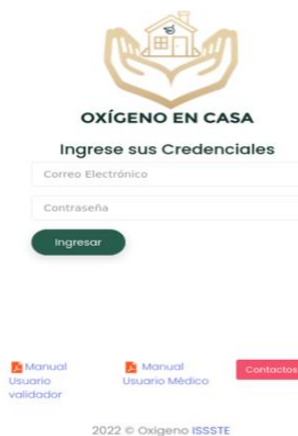 OXÍGENO EN CASA
Ingrese sus Credenciales
Correo Electrónico
Contraseña
Ingresar
Manual
Usuario
validador
Manual
Usuario Médico
Contactos
2022 © Oxigeno ISSSTE